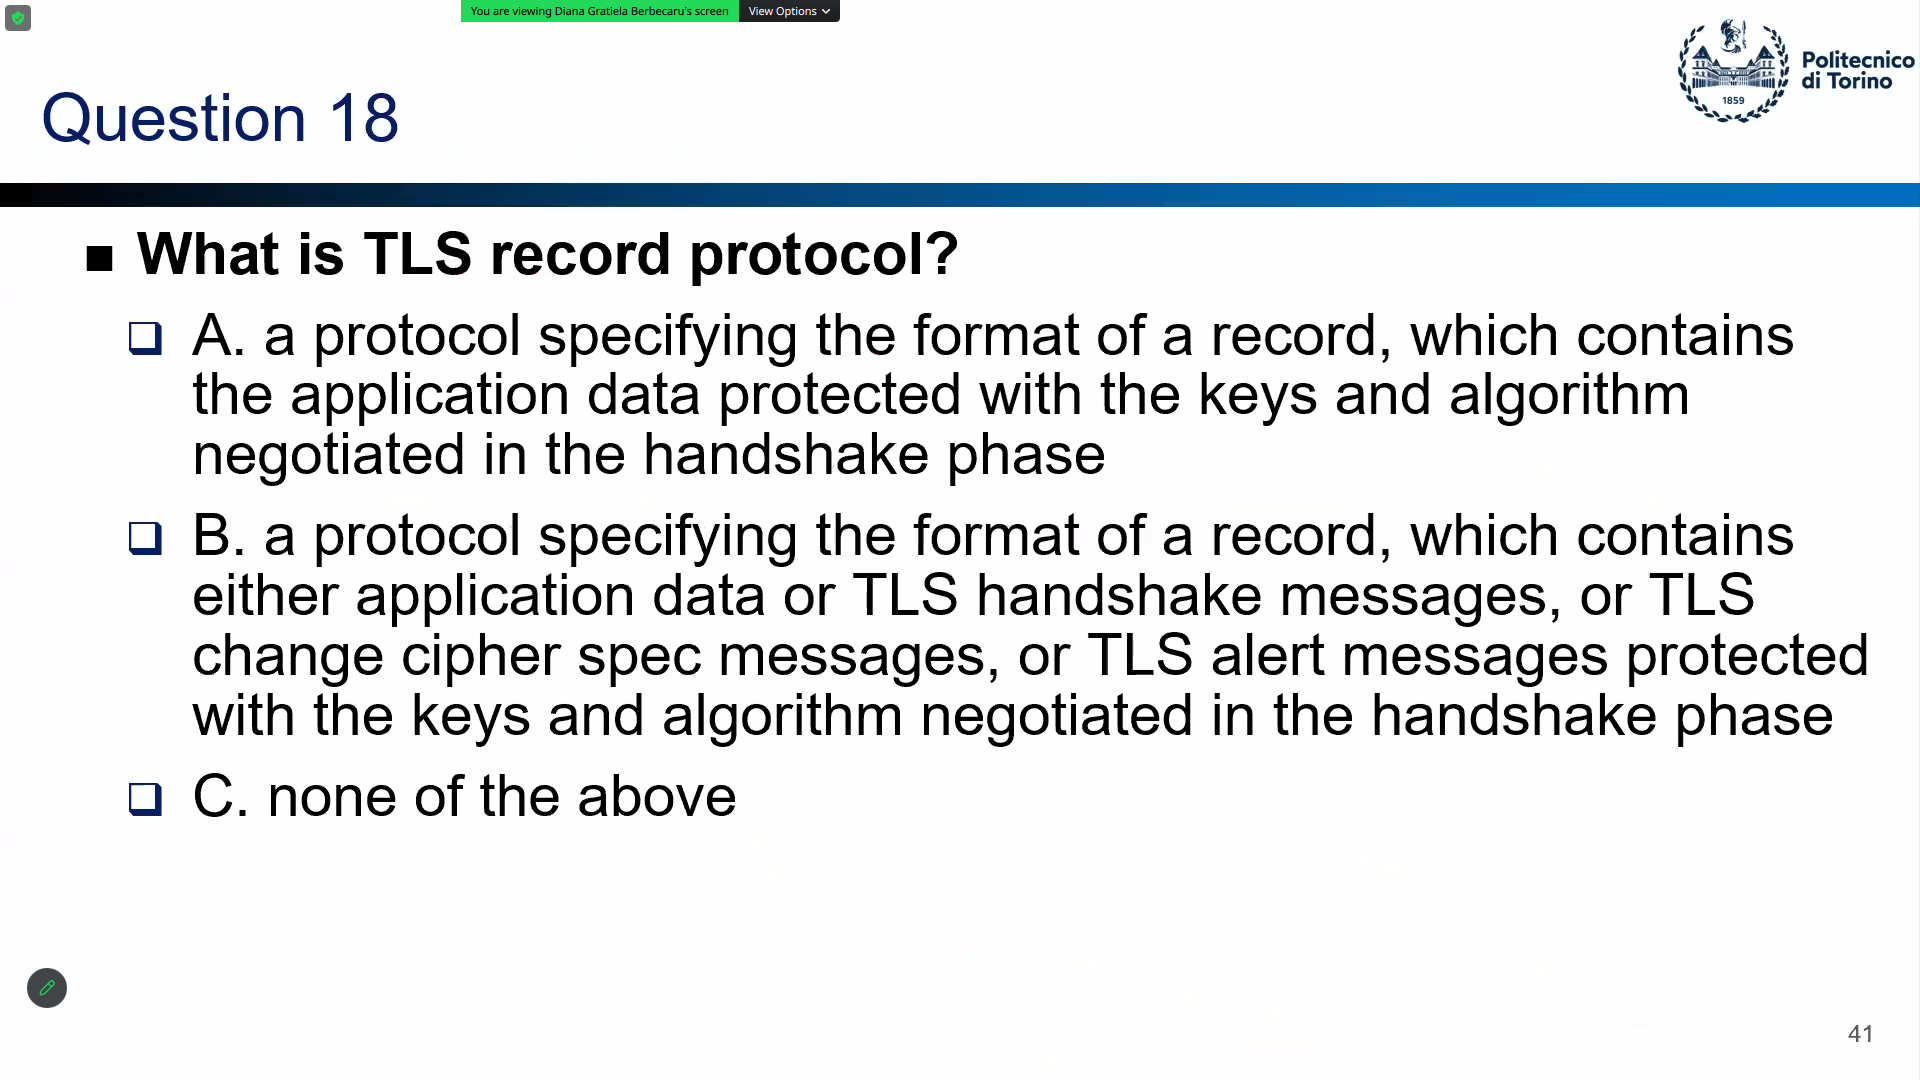 You are viewing Diana Gratiela Berbecaru's screen View Options
Politecnico
di Torino
1859
Question 18
What is TLS record protocol?
A. a protocol specifying the format of a record, which contains
the application data protected with the keys and algorithm
negotiated in the handshake phase
B. a protocol specifying the format of a record, which contains
either application data or TLS handshake messages, or TLS
change cipher spec messages, or TLS alert messages protected
with the keys and algorithm negotiated in the handshake phase
C. none of the above
41